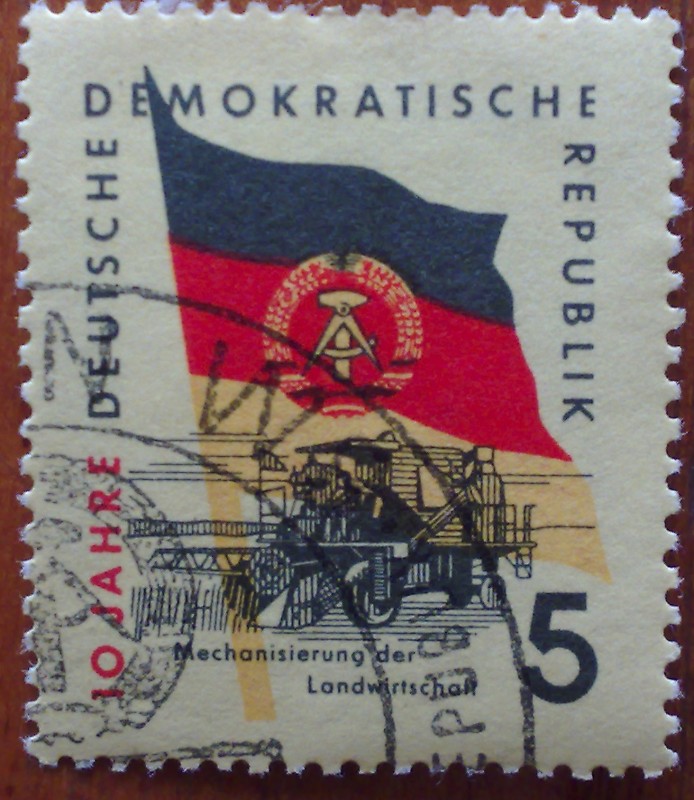 10 JAHRE DEUTSCHE
DEMOKRATISCHE
REPUBLIK
Mechanisierung der
Landwirtschaft
5